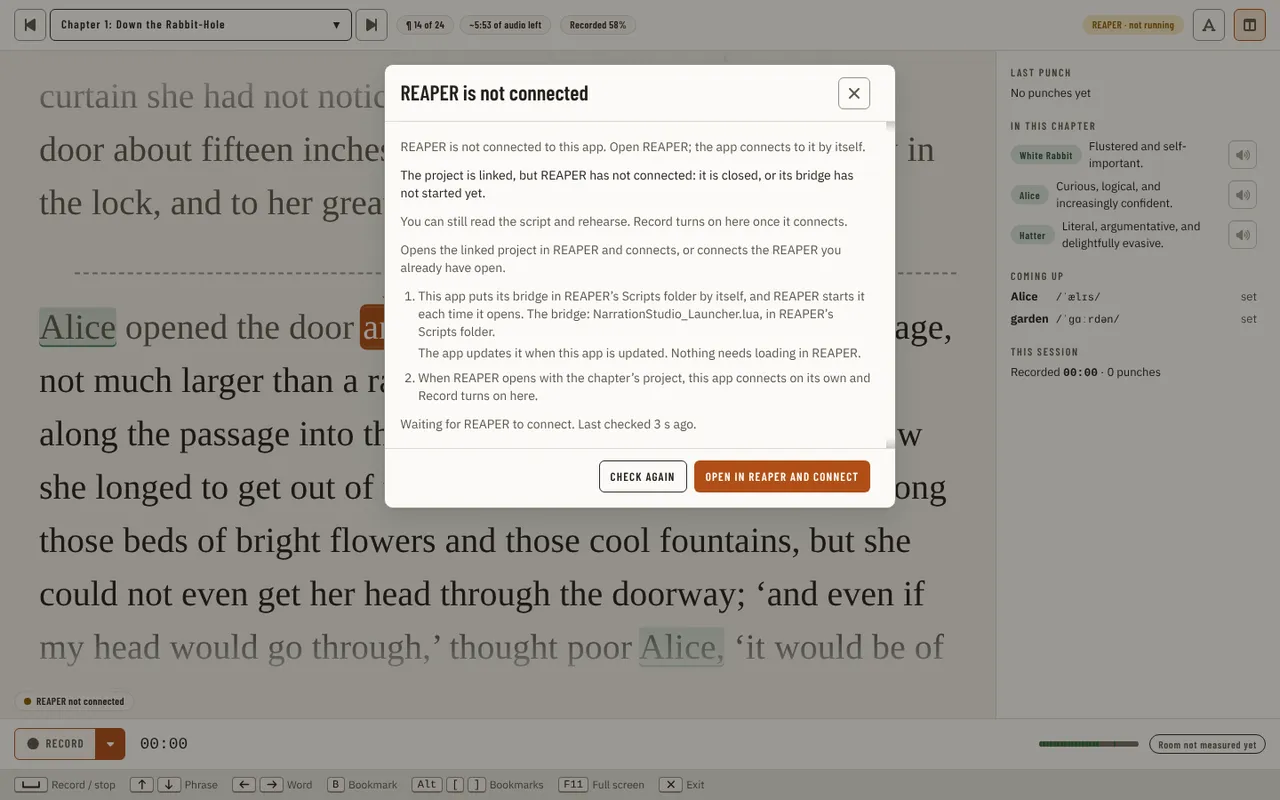 Chapter 1: Down the Rabbit-Hole
¶ 14 of 24
~5:53 of audio left
Recorded 58%
REAPER · not running
A
curtain she had not notic
door about fifteen inches
in
the lock, and to her grea
Alice opened the door
age,
not much larger than a ra
along the passage into th
w
she longed to get out of
ong
those beds of bright flowers and those cool fountains, but she
could not even get her head through the doorway; ‘and even if
my head would go through,’ thought poor Alice, ‘it would be of
REAPER is not connected
REAPER is not connected to this app. Open REAPER; the app connects to it by itself.
The project is linked, but REAPER has not connected: it is closed, or its bridge has
not started yet.
You can still read the script and rehearse. Record turns on here once it connects.
Opens the linked project in REAPER and connects, or connects the REAPER you
already have open.
1. This app puts its bridge in REAPER’s Scripts folder by itself, and REAPER starts it
each time it opens. The bridge: NarrationStudio_Launcher.lua, in REAPER’s
Scripts folder.
The app updates it when this app is updated. Nothing needs loading in REAPER.
2. When REAPER opens with the chapter’s project, this app connects on its own and
Record turns on here.
Waiting for REAPER to connect. Last checked 3 s ago.
CHECK AGAIN
OPEN IN REAPER AND CONNECT
LAST PUNCH
No punches yet
IN THIS CHAPTER
White Rabbit
Flustered and self-
important.
Alice
Curious, logical, and
increasingly confident.
Hatter
Literal, argumentative, and
delightfully evasive.
COMING UP
Alice /ˈælɪs/ set
garden /ˈɡɑːrdən/ set
THIS SESSION
Recorded 00:00 · 0 punches
REAPER not connected
RECORD
00:00
Room not measured yet
Record / stop
↑ ↓ Phrase
← → Word
B Bookmark
Alt [ ] Bookmarks
F11 Full screen
✕ Exit